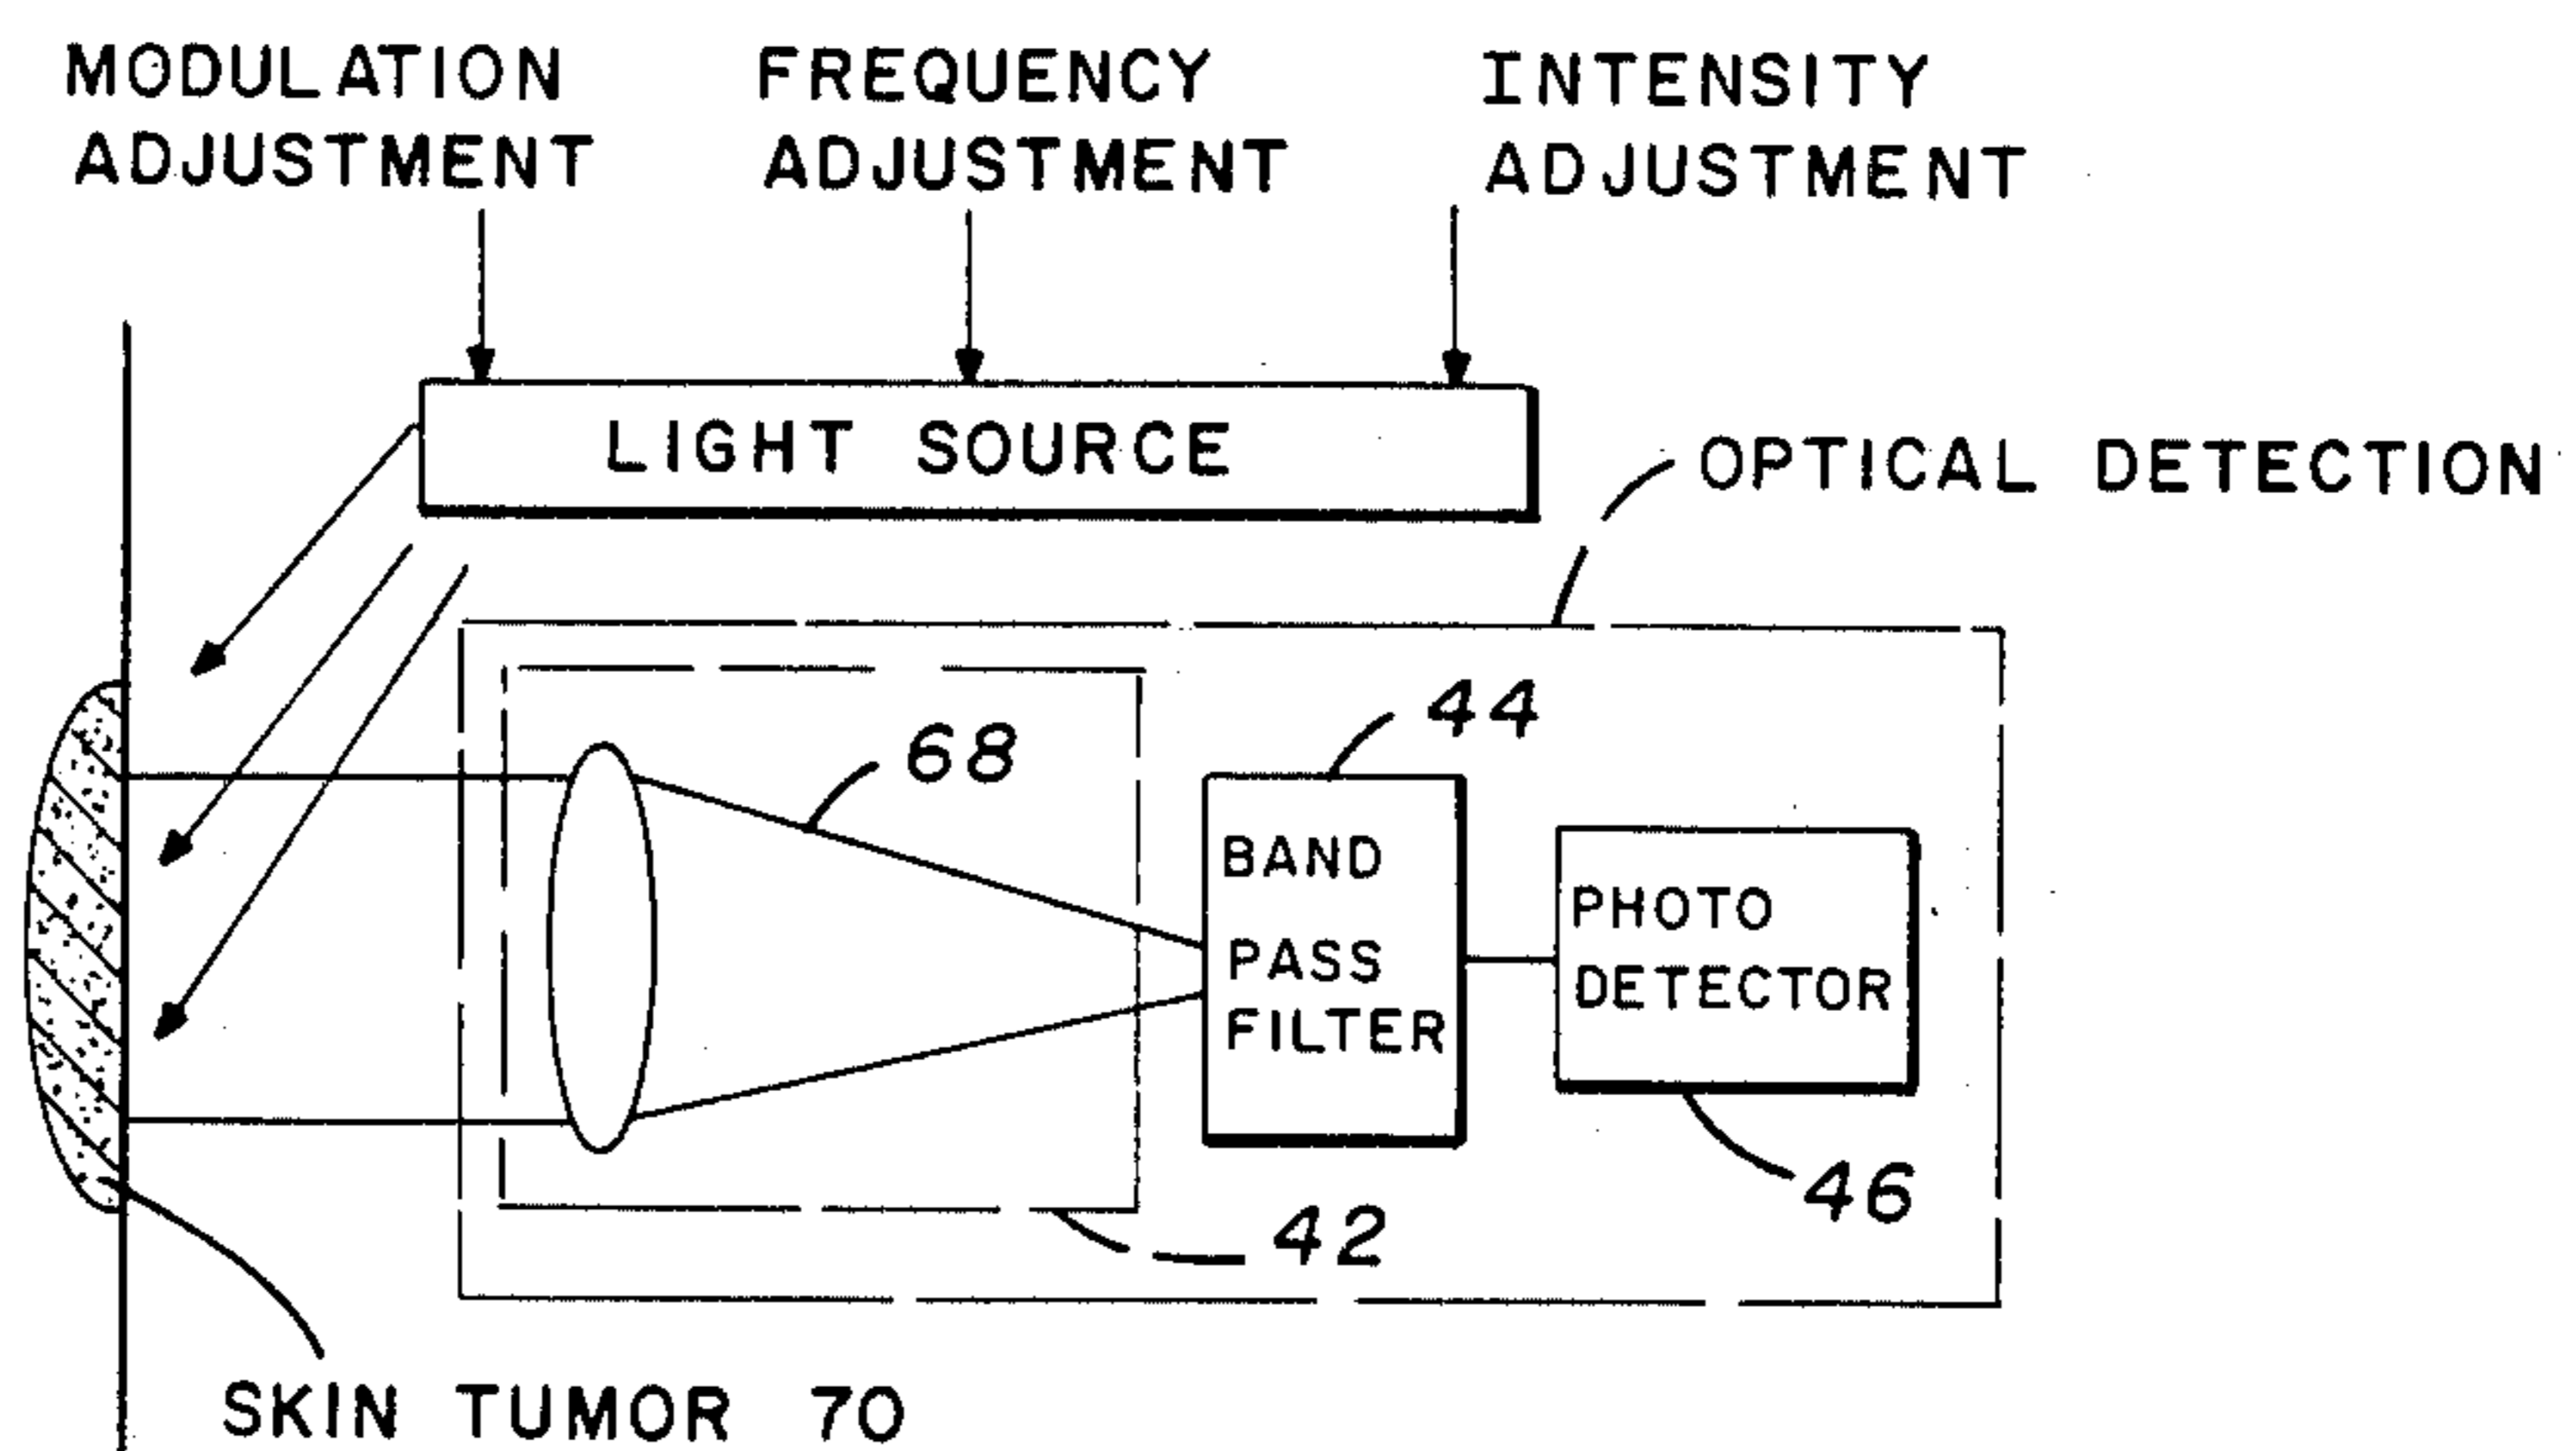 MODULATION
ADJUSTMENT
FREQUENCY
ADJUSTMENT
INTENSITY
ADJUSTMENT
LIGHT SOURCE
OPTICAL DETECTION
68
44
BAND
PASS
FILTER
PHOTO
DETECTOR
46
42
SKIN TUMOR 70